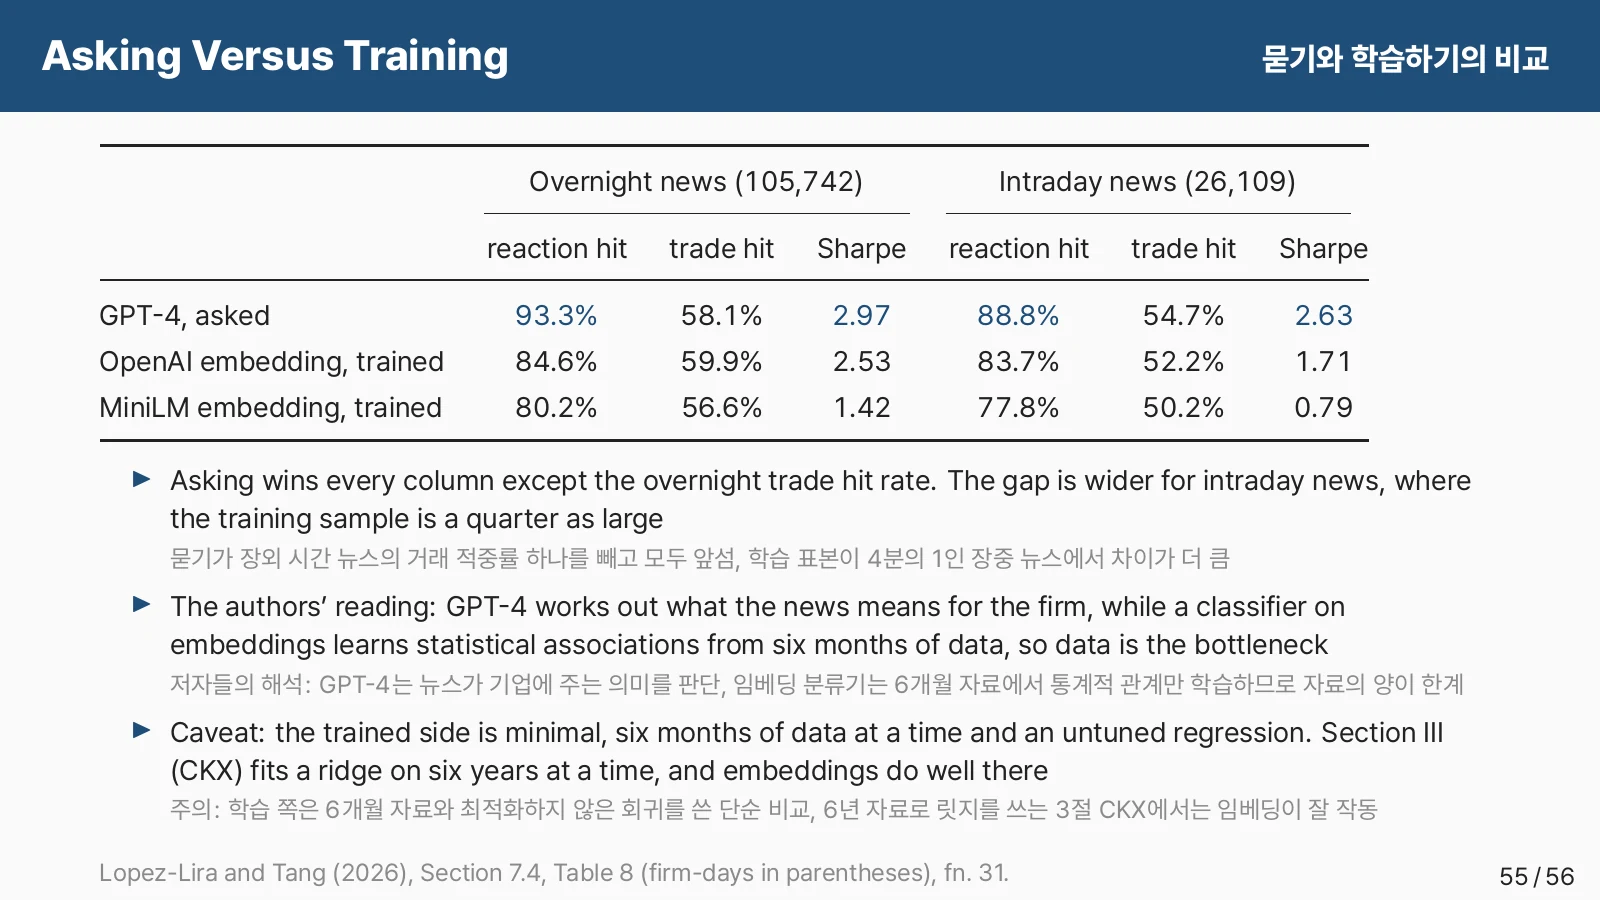 Asking Versus Training
묻기와 학습하기의 비교
Overnight news (105,742) Intraday news (26,109)
reaction hit trade hit Sharpe reaction hit trade hit Sharpe
GPT-4, asked 93.3% 58.1% 2.97 88.8% 54.7% 2.63
OpenAI embedding, trained 84.6% 59.9% 2.53 83.7% 52.2% 1.71
MiniLM embedding, trained 80.2% 56.6% 1.42 77.8% 50.2% 0.79
► Asking wins every column except the overnight trade hit rate. The gap is wider for intraday news, where
the training sample is a quarter as large
묻기가 장외 시간 뉴스의 거래 적중률 하나를 빼고 모두 앞섬, 학습 표본이 4분의 1인 장중 뉴스에서 차이가 더 큼
► The authors’ reading: GPT-4 works out what the news means for the firm, while a classifier on
embeddings learns statistical associations from six months of data, so data is the bottleneck
저자들의 해석: GPT-4는 뉴스가 기업에 주는 의미를 판단, 임베딩 분류기는 6개월 자료에서 통계적 관계만 학습하므로 자료의 양이 한계
► Caveat: the trained side is minimal, six months of data at a time and an untuned regression. Section III
(CKX) fits a ridge on six years at a time, and embeddings do well there
주의: 학습 쪽은 6개월 자료와 최적화하지 않은 회귀를 쓴 단순 비교, 6년 자료로 릿지를 쓰는 3절 CKX에서는 임베딩이 잘 작동
Lopez-Lira and Tang (2026), Section 7.4, Table 8 (firm-days in parentheses), fn. 31.
55 / 56